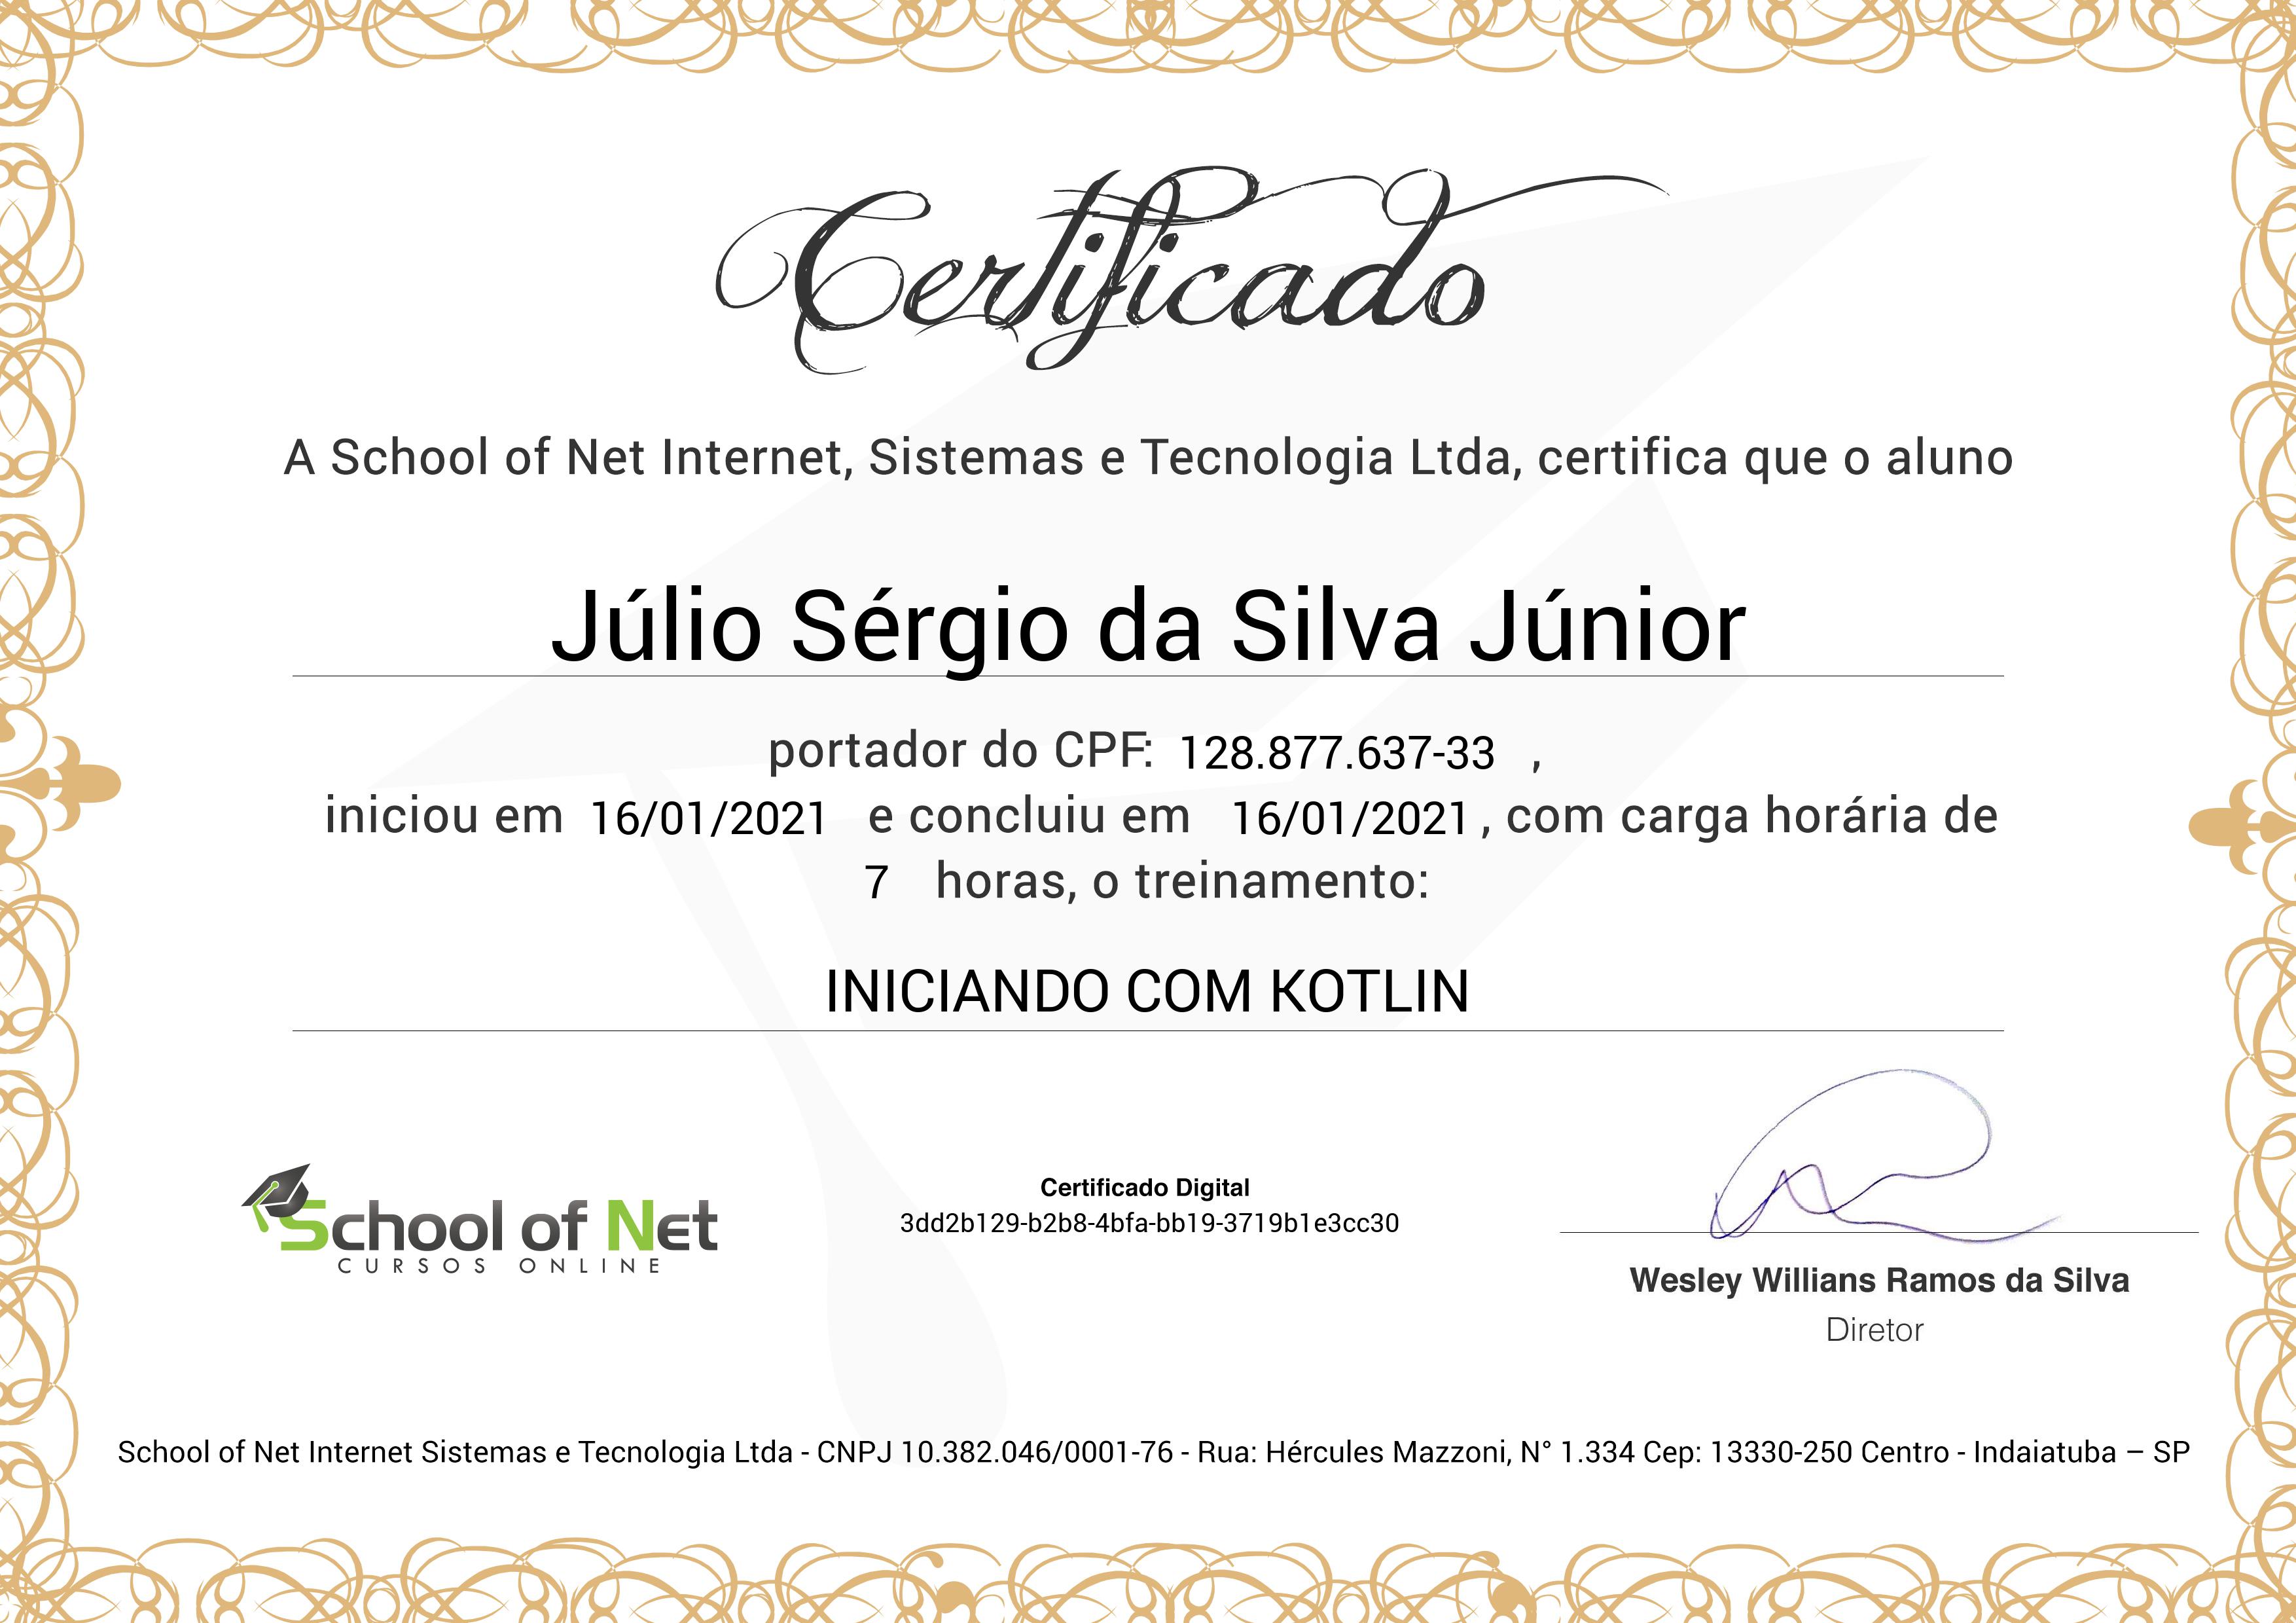 Certificado
A School of Net Internet, Sistemas e Tecnologia Ltda, certifica que o aluno
Júlio Sérgio da Silva Júnior
portador do CPF: 128.877.637-33 ,
iniciou em 16/01/2021 e concluiu em 16/01/2021 , com carga horária de
7 horas, o treinamento:
INICIANDO COM KOTLIN
School of Net
CURSOS ONLINE
Certificado Digital
3dd2b129-b2b8-4bfa-bb19-3719b1e3cc30
Wesley Willians Ramos da Silva
Diretor
School of Net Internet Sistemas e Tecnologia Ltda - CNPJ 10.382.046/0001-76 - Rua: Hércules Mazzoni, N° 1.334 Cep: 13330-250 Centro - Indaiatuba – SP